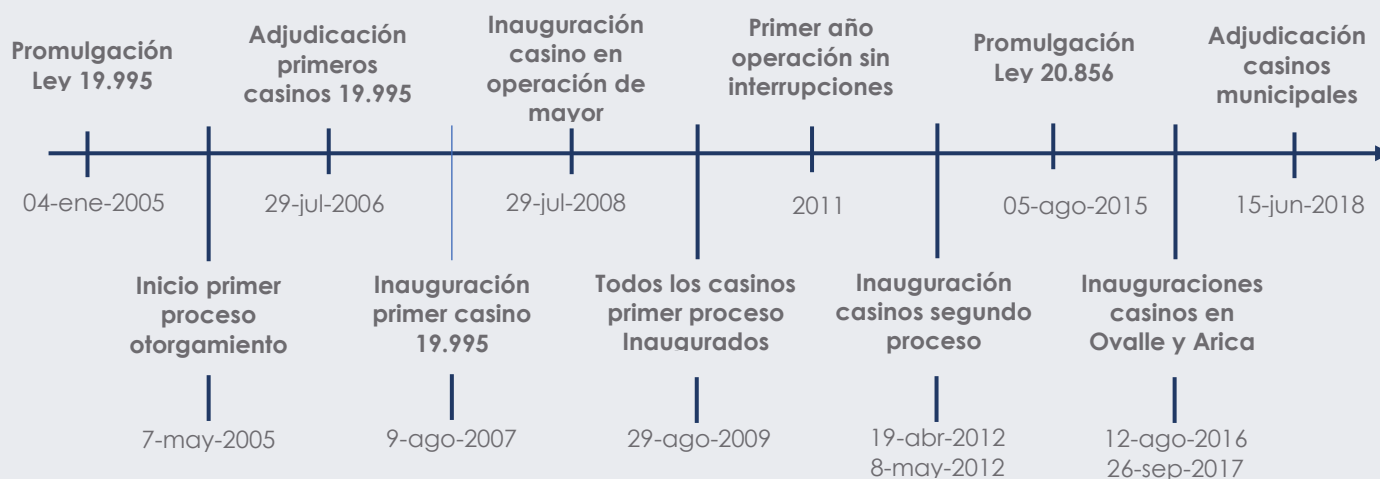 Promulgación
Ley 19.995
04-ene-2005
Inicio primer
proceso
otorgamiento
7-may-2005
Adjudicación
primeros
casinos 19.995
29-jul-2006
Inauguración
primer casino
19.995
9-ago-2007
Inauguración
casino en
operación de
mayor
29-jul-2008
Todos los casinos
primer proceso
Inaugurados
29-ago-2009
Primer año
operación sin
interrupciones
2011
Inauguración
casinos segundo
proceso
19-abr-2012
8-may-2012
Promulgación
Ley 20.856
05-ago-2015
Inauguraciones
casinos en
Ovalle y Arica
12-ago-2016
26-sep-2017
Adjudicación
casinos
municipales
15-jun-2018